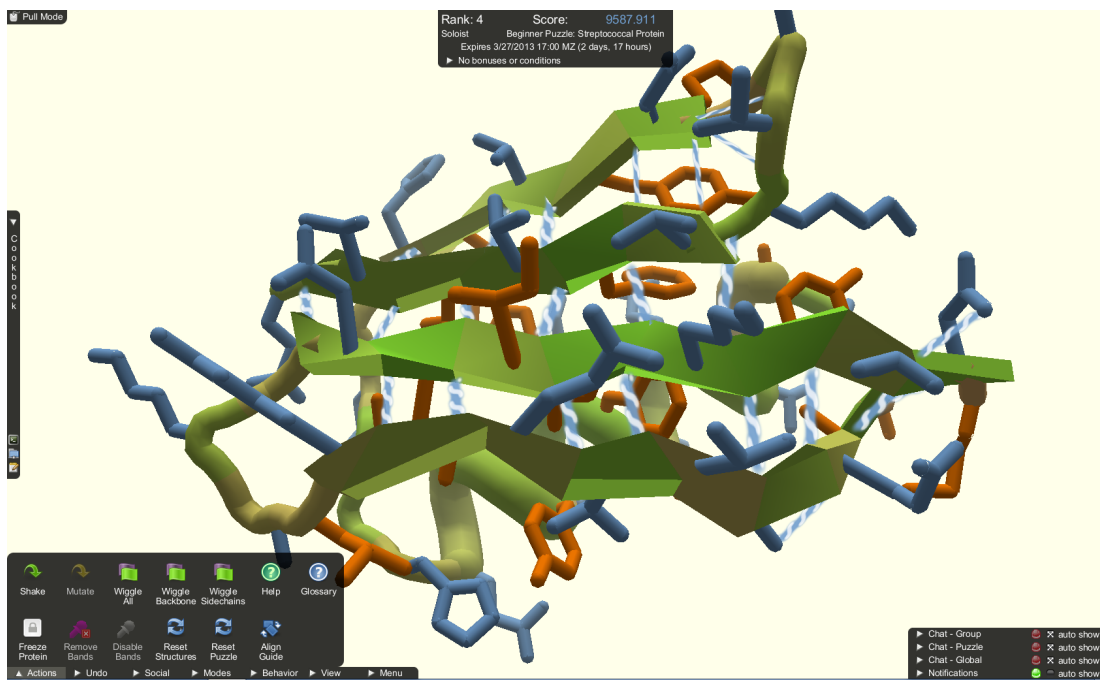 Pull Mode
Rank: 4 Score: 9587.911
Soloist Beginner Puzzle: Streptococcal Protein
Expires 3/27/2013 17:00 MZ (2 days, 17 hours)
▶ No bonuses or conditions
▼ Cookbook
Shake
Mutate
Wiggle All
Wiggle Backbone
Wiggle Sidechains
Help
Glossary
Freeze Protein
Remove Bands
Disable Bands
Reset Structures
Reset Puzzle
Align Guide
▲ Actions ▶ Undo ▶ Social ▶ Modes ▶ Behavior ▶ View ▶ Menu
▶ Chat - Group auto show
▶ Chat - Puzzle auto show
▶ Chat - Global auto show
▶ Notifications auto show